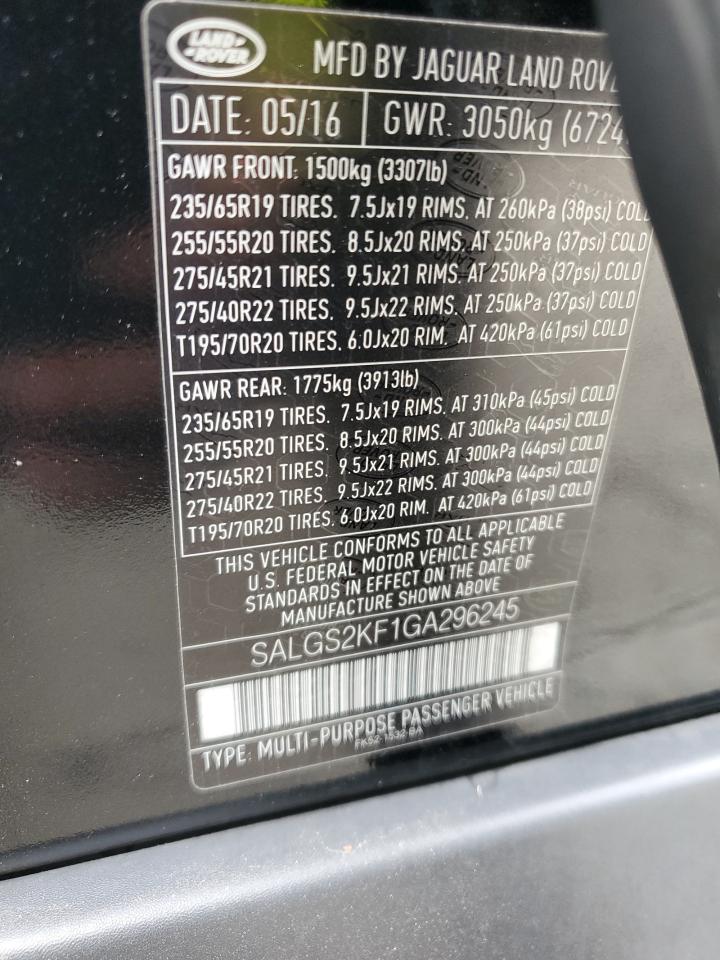 LAND ROVER
MFD BY JAGUAR LAND
DATE: 05/16 GWR: 3050kg
GAWR FRONT: 1500kg (3307lb)
235/65R19 TIRES, 7.5Jx19 RIMS, AT 260kPa (38psi)
255/55R20 TIRES, 8.5Jx20 RIMS, AT 250kPa (37psi) COLD
275/45R21 TIRES, 9.5Jx21 RIMS, AT 250kPa (37psi) COLD
275/40R22 TIRES, 9.5Jx22 RIMS, AT 250kPa (37psi) COLD
T195/70R20 TIRES, 6.0Jx20 RIM, AT 420kPa (61psi) COLD
GAWR REAR: 1775kg (3913lb)
235/65R19 TIRES, 7.5Jx19 RIMS, AT 310kPa (45psi) COLD
255/55R20 TIRES, 8.5Jx20 RIMS, AT 300kPa (44psi) COLD
275/45R21 TIRES, 9.5Jx21 RIMS, AT 300kPa (44psi) COLD
275/40R22 TIRES, 9.5Jx22 RIMS, AT 300kPa (44psi) COLD
T195/70R20 TIRES, 6.0Jx20 RIM, AT 420kPa (61psi) COLD
THIS VEHICLE CONFORMS TO ALL APPLICABLE
U.S. FEDERAL MOTOR VEHICLE SAFETY
STANDARDS IN EFFECT ON THE DATE OF
MANUFACTURE SHOWN ABOVE
SALGS2KF1GA296245
TYPE: MULTI-PURPOSE PASSENGER VEHICLE
FK52-1532-BA